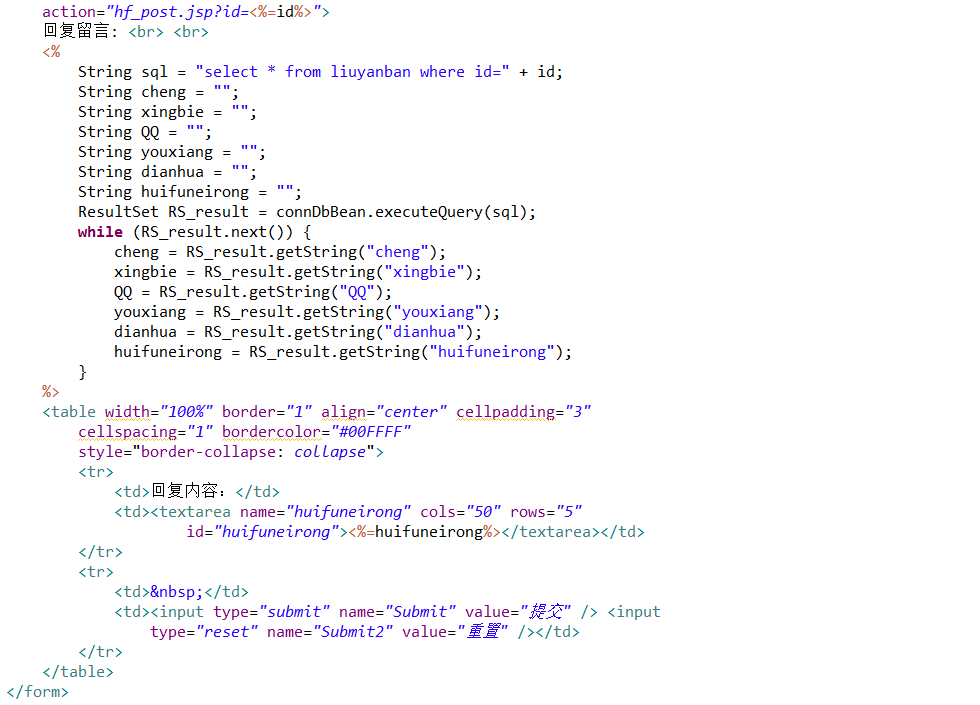 action="hf_post.jsp?id=<%=id%>">
回复留言: <br> <br>
<%
String sql = "select * from liuyanban where id=" + id;
String cheng = "";
String xingbie = "";
String QQ = "";
String youxiang = "";
String dianhua = "";
String huifuneirong = "";
ResultSet RS_result = connDbBean.executeQuery(sql);
while (RS_result.next()) {
cheng = RS_result.getString("cheng");
xingbie = RS_result.getString("xingbie");
QQ = RS_result.getString("QQ");
youxiang = RS_result.getString("youxiang");
dianhua = RS_result.getString("dianhua");
huifuneirong = RS_result.getString("huifuneirong");
}
%>
<table width="100%" border="1" align="center" cellpadding="3"
cellspacing="1" bordercolor="#00FFFF"
style="border-collapse: collapse">
<tr>
<td>回复内容：</td>
<td><textarea name="huifuneirong" cols="50" rows="5"
id="huifuneirong"><%=huifuneirong%></textarea></td>
</tr>
<tr>
<td>&nbsp;</td>
<td><input type="submit" name="Submit" value="提交" /> <input
type="reset" name="Submit2" value="重置" /></td>
</tr>
</table>
</form>